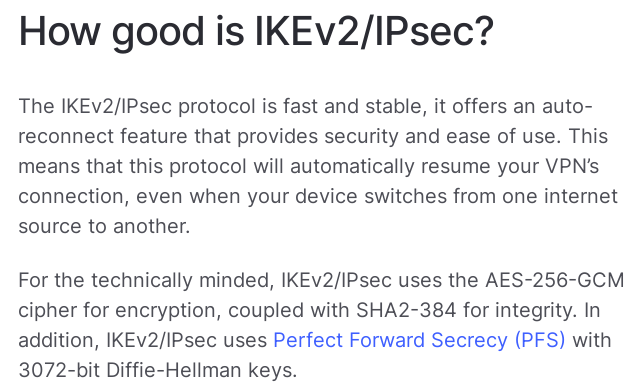 How good is IKEv2/IPsec?
The IKEv2/IPsec protocol is fast and stable, it offers an auto-
reconnect feature that provides security and ease of use. This
means that this protocol will automatically resume your VPN’s
connection, even when your device switches from one internet
source to another.
For the technically minded, IKEv2/IPsec uses the AES-256-GCM
cipher for encryption, coupled with SHA2-384 for integrity. In
addition, IKEv2/IPsec uses Perfect Forward Secrecy (PFS) with
3072-bit Diffie-Hellman keys.